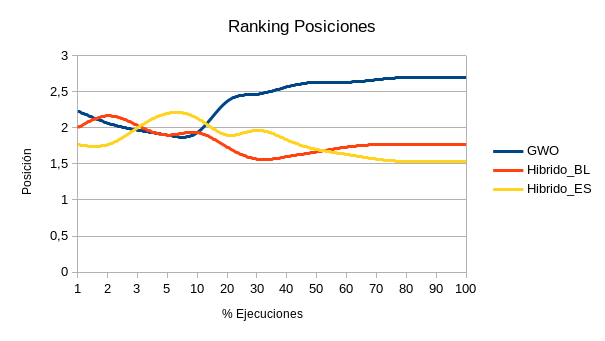 Ranking Posiciones
3
2,5
2
1,5
1
0,5
0
Posición
1 2 3 5 10 20 30 40 50 60 70 80 90 100
% Ejecuciones
GWO
Hibrido_BL
Hibrido_ES